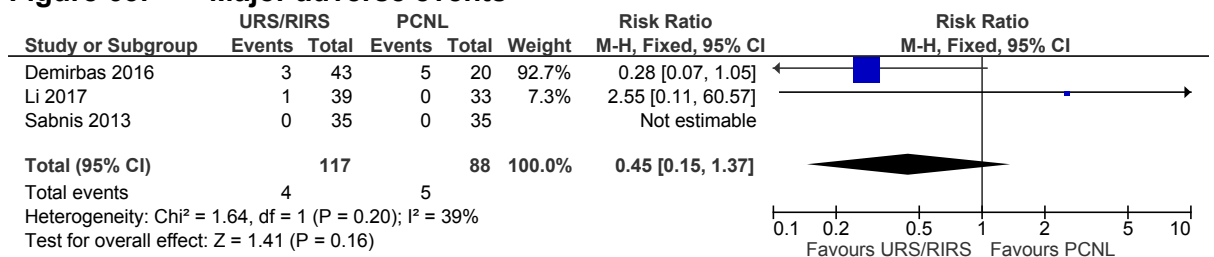 URS/RIRS PCNL Risk Ratio Risk Ratio
Study or Subgroup Events Total Events Total Weight M-H, Fixed, 95% CI M-H, Fixed, 95% CI
Demirbas 2016 3 43 5 20 92.7% 0.28 [0.07, 1.05]
Li 2017 1 39 0 33 7.3% 2.55 [0.11, 60.57]
Sabnis 2013 0 35 0 35 Not estimable
Total (95% CI) 117 88 100.0% 0.45 [0.15, 1.37]
Total events 4 5
Heterogeneity: Chi² = 1.64, df = 1 (P = 0.20); I² = 39%
Test for overall effect: Z = 1.41 (P = 0.16)
0.1 0.2 0.5 1 2 5 10
Favours URS/RIRS Favours PCNL